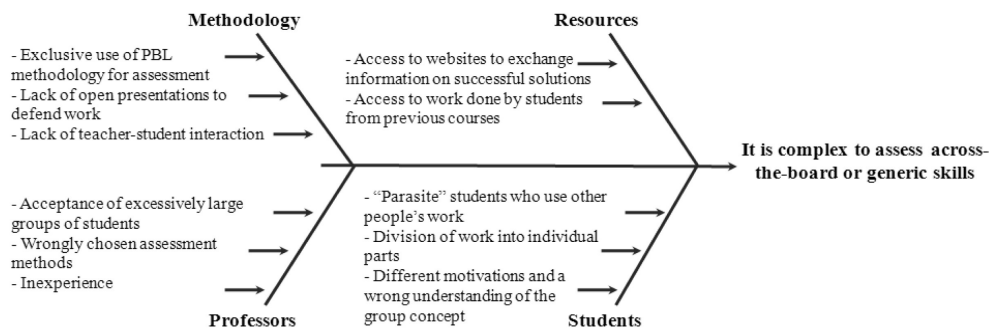 Methodology
- Exclusive use of PBL
methodology for assessment
- Lack of open presentations to
defend work
- Lack of teacher-student interaction
Resources
- Access to websites to exchange
information on successful solutions
- Access to work done by students
from previous courses
It is complex to assess across-
the-board or generic skills
- Acceptance of excessively large
groups of students
- Wrongly chosen assessment
methods
- Inexperience
Professors
- “Parasite” students who use other
people’s work
- Division of work into individual
parts
- Different motivations and a
wrong understanding of the
group concept
Students